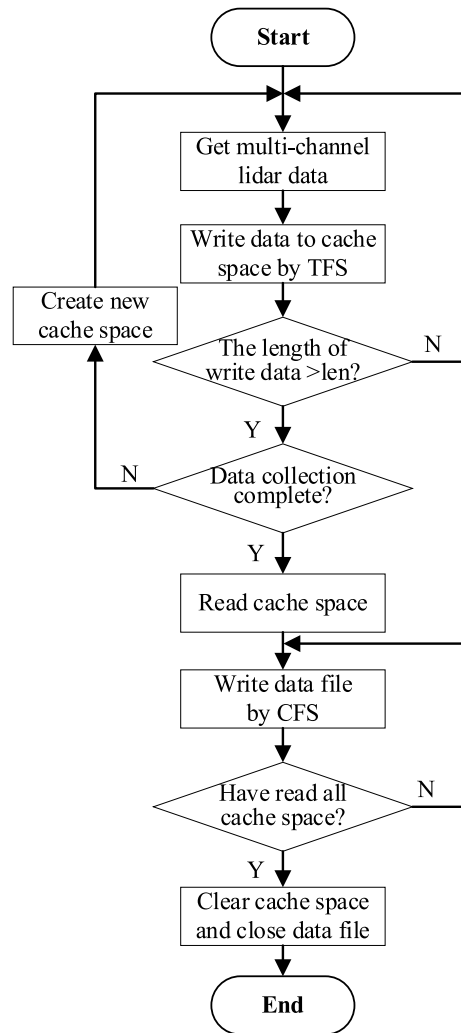 Start
Get multi-channel
lidar data
Write data to cache
space by TFS
Create new
cache space
The length of
write data >len?
N
Y
N
Data collection
complete?
Y
Read cache space
Write data file
by CFS
Have read all
cache space?
N
Y
Clear cache space
and close data file
End